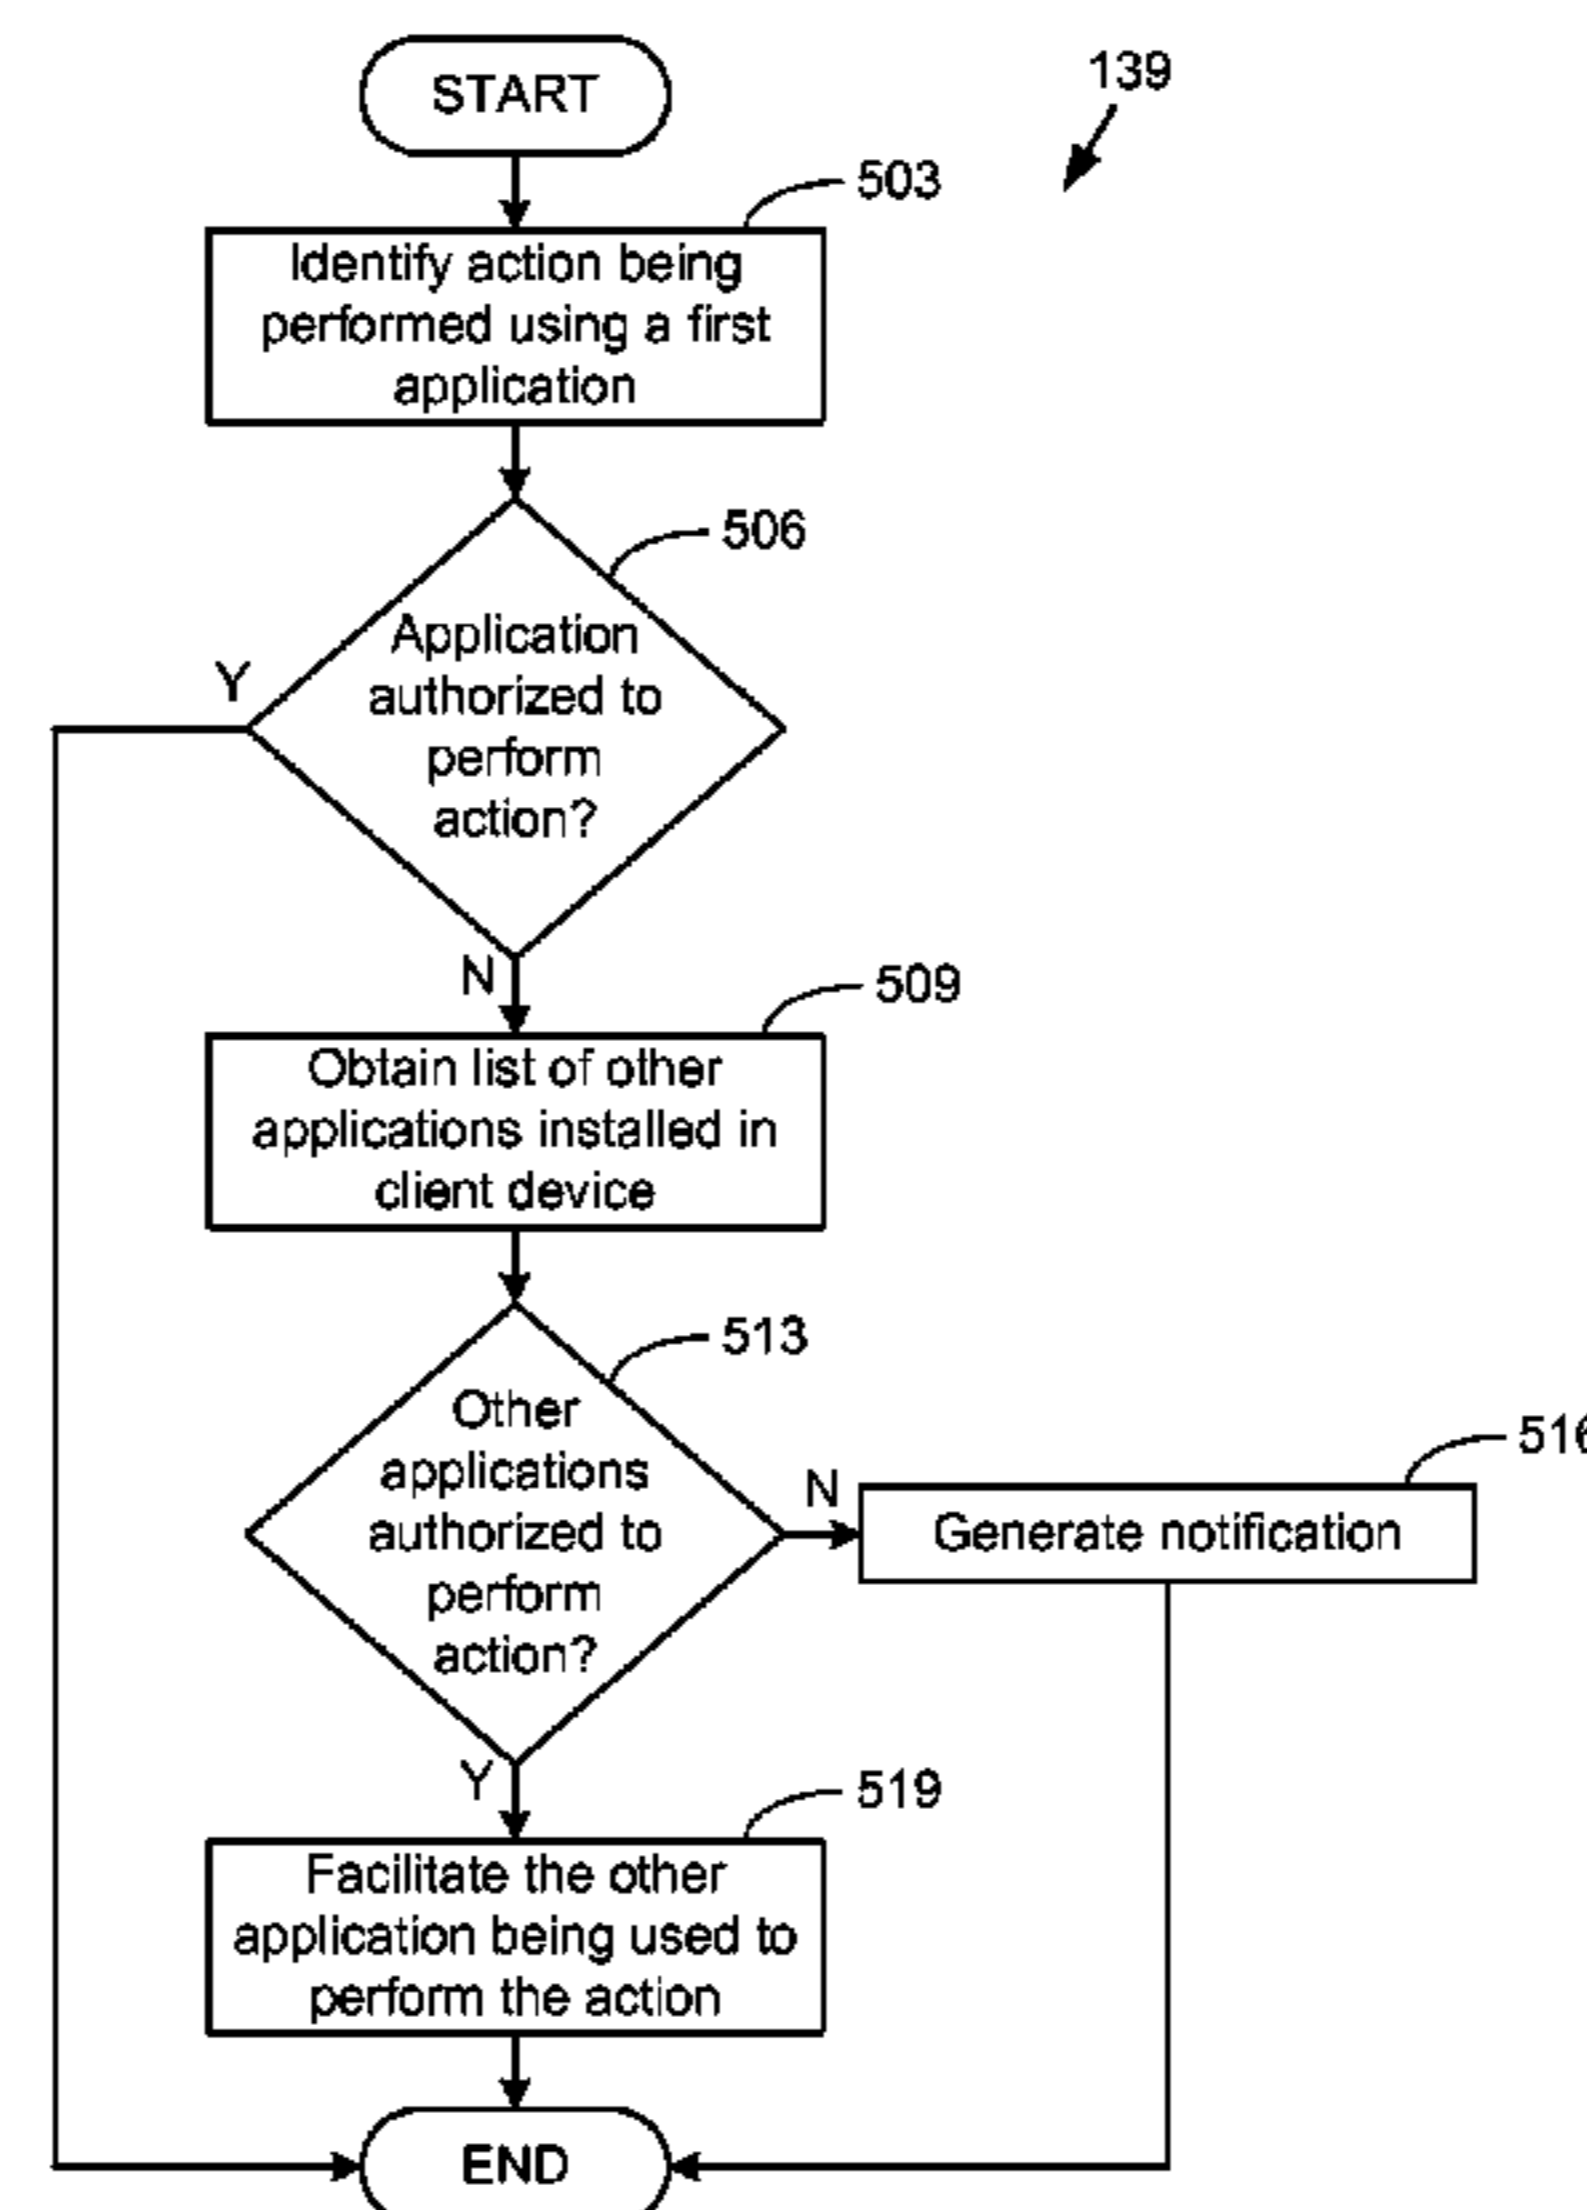 START
139
503
Identify action being
performed using a first
application
506
Application
authorized to
perform
action?
Y
N
509
Obtain list of other
applications installed in
client device
513
Other
applications
authorized to
perform
action?
N
516
Generate notification
Y
519
Facilitate the other
application being used to
perform the action
END